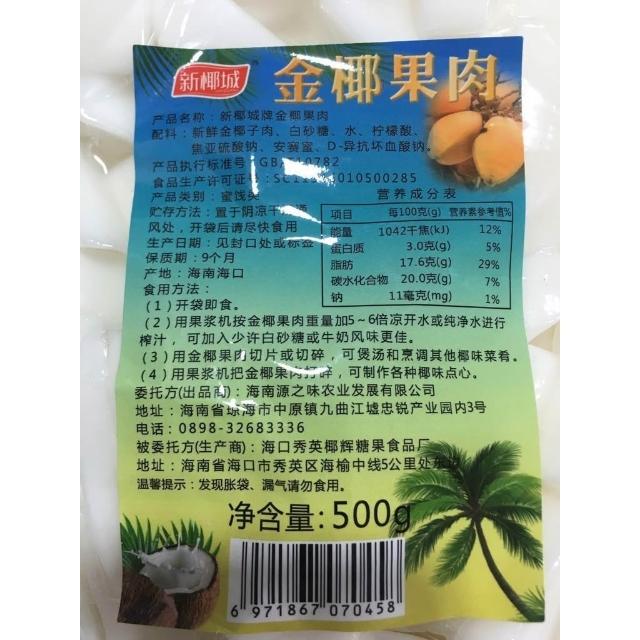 新椰城
金椰果肉
产品名称：新椰城牌金椰果肉
配料：新鲜金椰子肉、白砂糖、水、柠檬酸、
焦亚硫酸钠、安赛蜜、D-异抗坏血酸钠。
产品执行标准号
食品生产许可证号：
产品类别：蜜饯类
贮存方法：置于阴凉干燥通
风处，开袋后请尽快食用
生产日期：见封口处或标签
保质期：9个月
产地：海南海口
营养成分表
项目 每100克(g) 营养素参考值%
能量 1042千焦(kJ) 12%
蛋白质 3.0克(g) 5%
脂肪 17.6克(g) 29%
碳水化合物 20.0克(g) 7%
钠 11毫克(mg) 1%
食用方法：
(1)开袋即食。
(2)用果浆机按金椰果肉重量加5~6倍凉开水或纯净水进行
榨汁，可加入少许白砂糖或牛奶风味更佳。
(3)用金椰果肉切片或切碎，可煲汤和烹调其他椰味菜肴。
(4)用果浆机把金椰果肉打碎，可制作各种椰味点心。
委托方(出品商)：海南源之味农业发展有限公司
地址：海南省琼海市中原镇九曲江墟忠锐产业园内3号
电话：0898-32683336
被委托方(生产商)：海口秀英椰辉糖果食品厂
地址：海南省海口市秀英区海榆中线5公里处东边
温馨提示：发现胀袋、漏气请勿食用。
净含量：500g
6 971867 070458